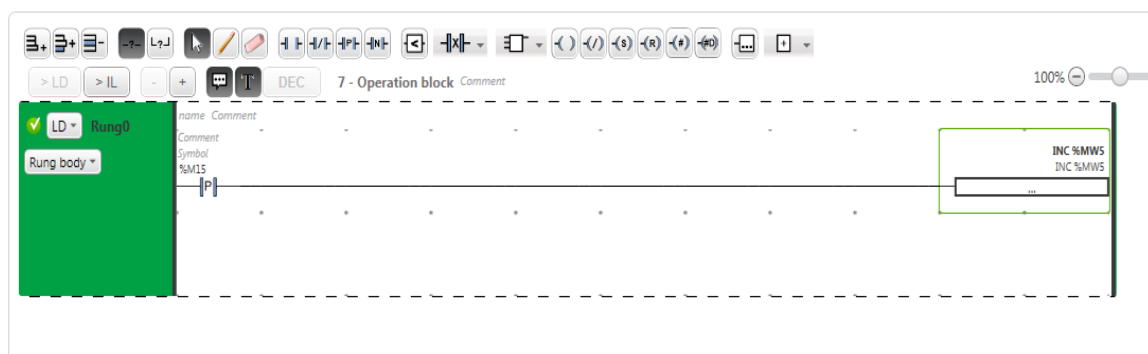 -?- L?J P N < X ( ) (/) (S) (R) (#) (#D) ... +
> LD > IL - + T DEC 7 - Operation block Comment 100%
LD Rung0 name Comment
Comment
Rung body Symbol INC %MW5
%M15 INC %MW5
P ...